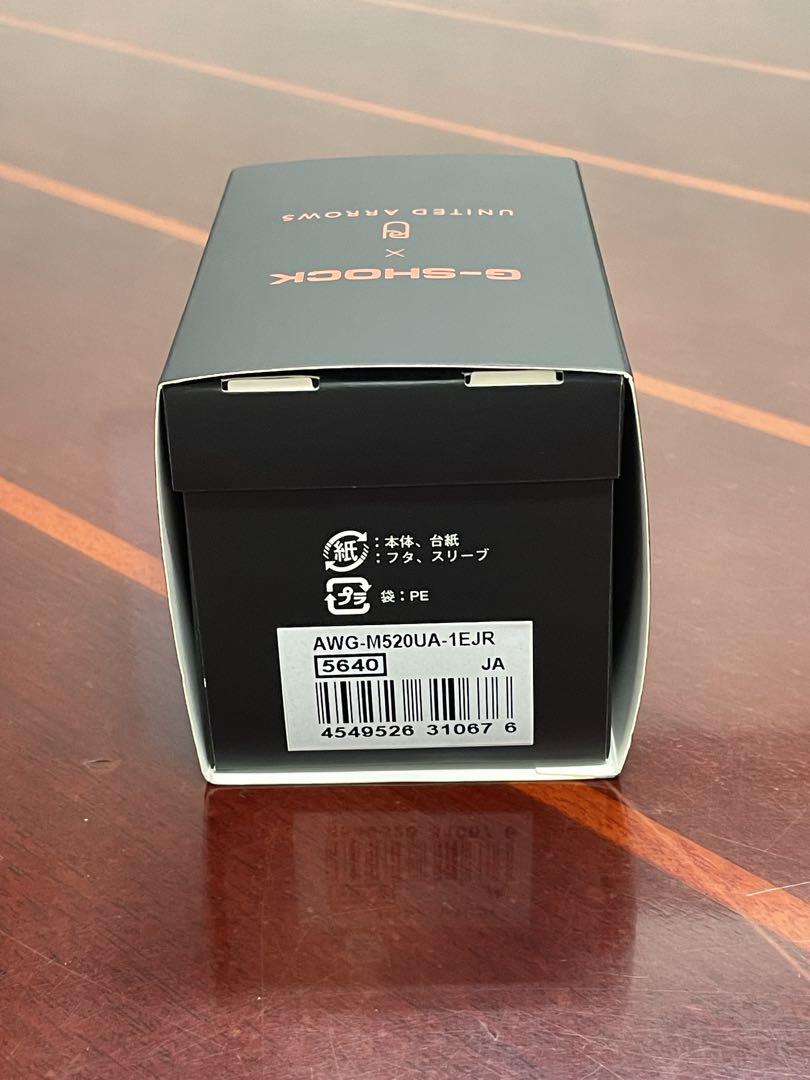 UNITED ARROWS
×
G-SHOCK
紙:本体、台紙
:フタ、スリーブ
プラ 袋:PE
AWG-M520UA-1EJR
5640 JA
4549526 31067 6